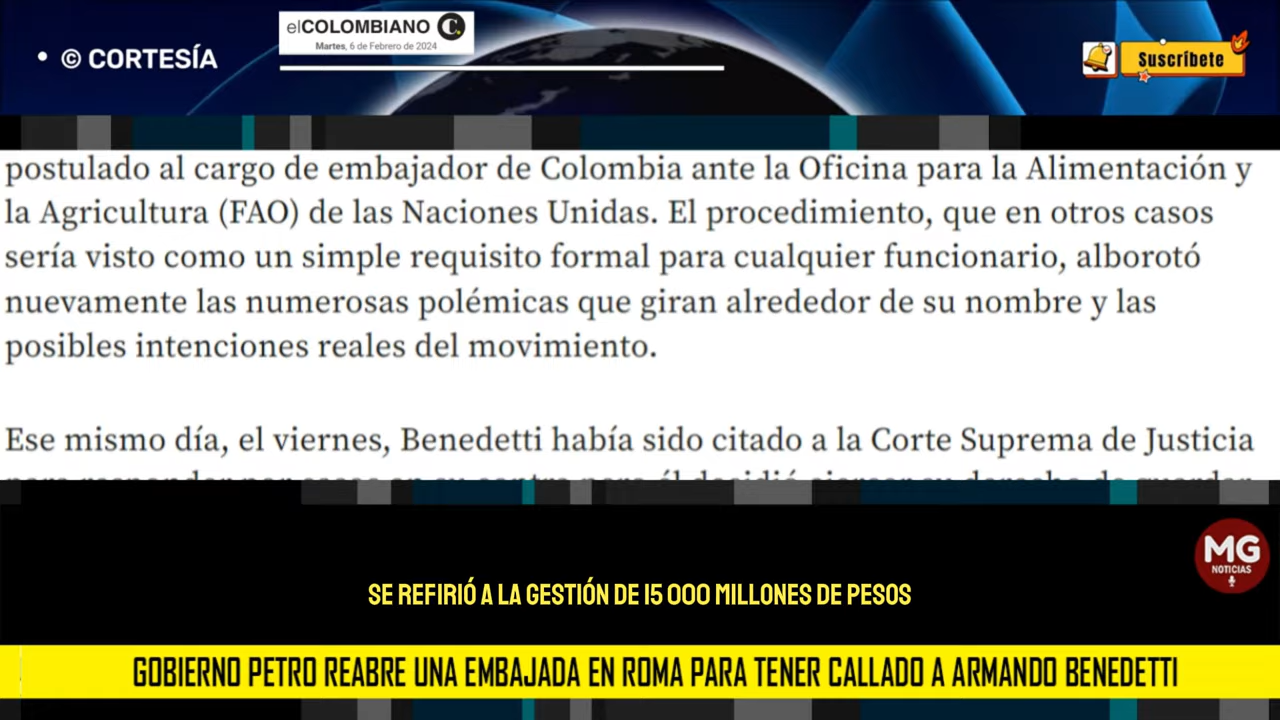 • © CORTESÍA
elCOLOMBIANO C
Martes, 6 de Febrero de 2024
Suscríbete
postulado al cargo de embajador de Colombia ante la Oficina para la Alimentación y
la Agricultura (FAO) de las Naciones Unidas. El procedimiento, que en otros casos
sería visto como un simple requisito formal para cualquier funcionario, alborotó
nuevamente las numerosas polémicas que giran alrededor de su nombre y las
posibles intenciones reales del movimiento.
Ese mismo día, el viernes, Benedetti había sido citado a la Corte Suprema de Justicia
MG
NOTICIAS
SE REFIRIÓ A LA GESTIÓN DE 15 000 MILLONES DE PESOS
GOBIERNO PETRO REABRE UNA EMBAJADA EN ROMA PARA TENER CALLADO A ARMANDO BENEDETTI